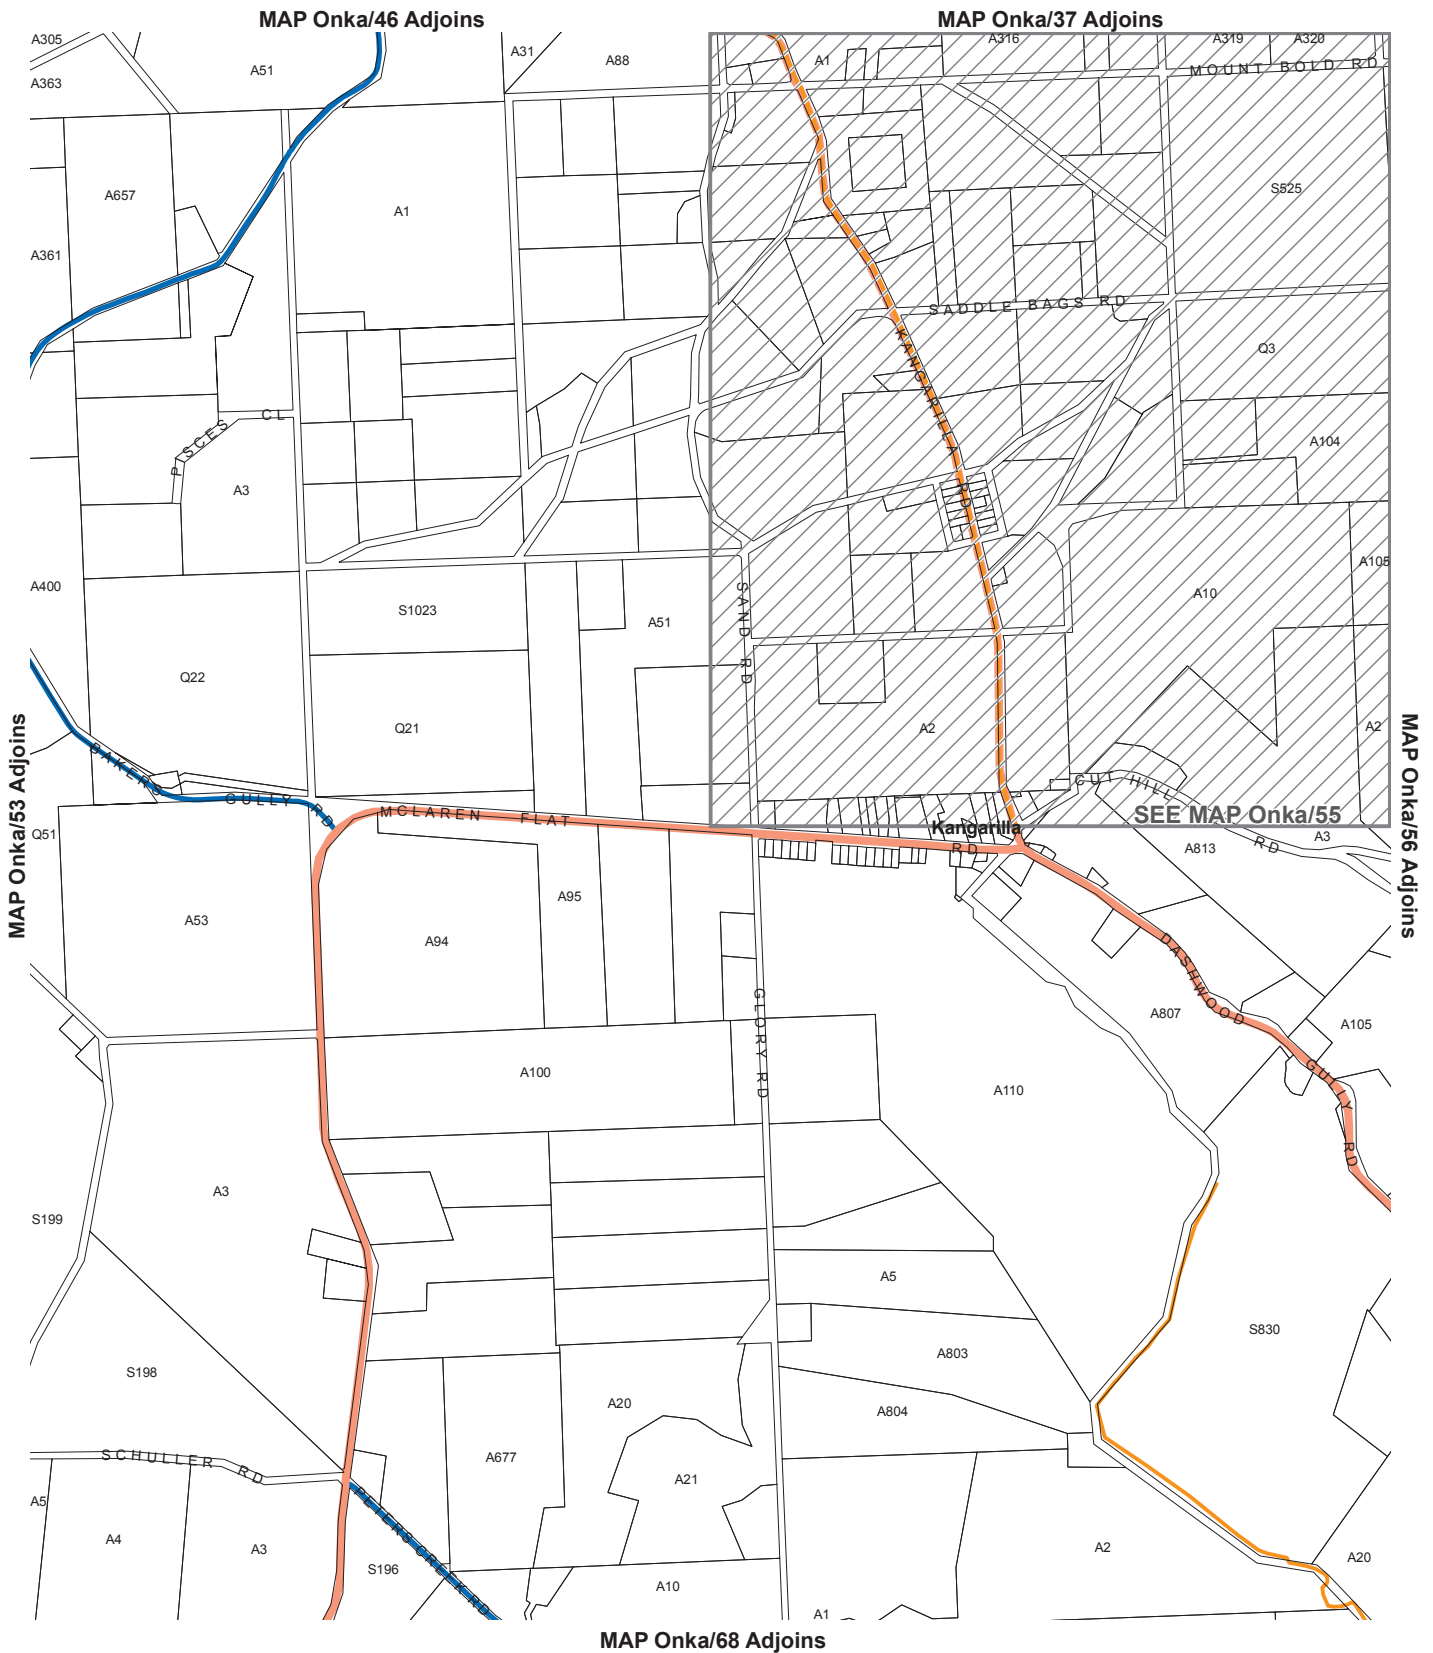 MAP Onka/46 Adjoins
MAP Onka/37 Adjoins
A305
A51
A31
A88
A1
A316
A319
A320
A363
MOUNT BOLD RD
A657
A1
S525
A361
SADDLE BAGS RD
KANGARILLA RD
Q3
PISCES CL
A104
A3
A105
A400
S1023
A51
SAND RD
A10
Q22
Q21
A2
A2
MAP Onka/53 Adjoins
MAP Onka/56 Adjoins
BAKERS GULLY RD
CUT HILL RD
MCLAREN FLAT RD
SEE MAP Onka/55
Kangarilla
Q51
A3
A813
A95
A53
A94
DASHWOOD GULLY RD
GLORY RD
A807
A105
A100
A110
A3
S199
A5
S830
A803
S198
A20
A804
SCHULLER RD
A677
A21
A5
PETERS CREEK RD
A4
A3
S196
A2
A20
A10
A1
MAP Onka/68 Adjoins